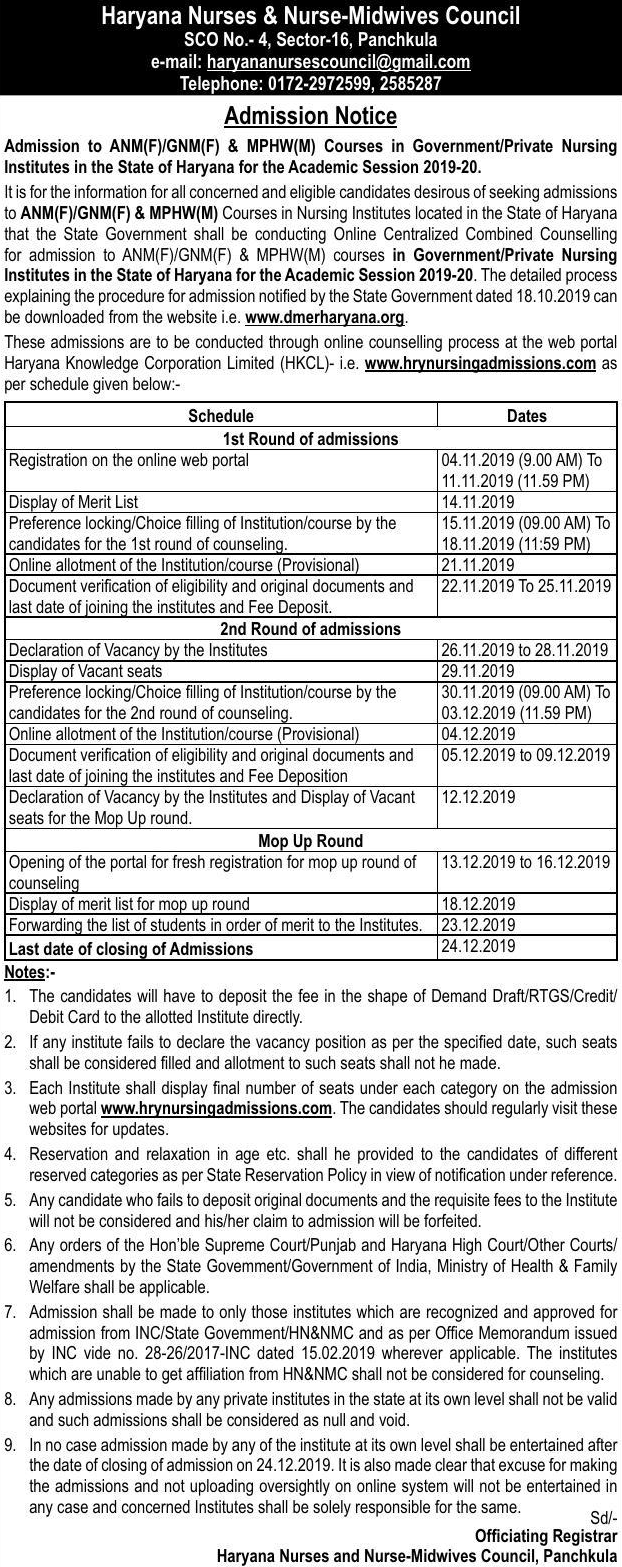 Haryana Nurses & Nurse-Midwives Council
SCO No.- 4, Sector-16, Panchkula
e-mail: haryananursescouncil@gmail.com
Telephone: 0172-2972599, 2585287
Admission Notice
Admission to ANM(F)/GNM(F) & MPHW(M) Courses in Government/Private Nursing
Institutes in the State of Haryana for the Academic Session 2019-20.
It is for the information for all concerned and eligible candidates desirous of seeking admissions
to ANM(F)/GNM(F) & MPHW(M) Courses in Nursing Institutes located in the State of Haryana
that the State Government shall be conducting Online Centralized Combined Counselling
for admission to ANM(F)/GNM(F) & MPHW(M) courses in Government/Private Nursing
Institutes in the State of Haryana for the Academic Session 2019-20. The detailed process
explaining the procedure for admission notified by the State Government dated 18.10.2019 can
be downloaded from the website i.e. www.dmerharyana.org.
These admissions are to be conducted through online counselling process at the web portal
Haryana Knowledge Corporation Limited (HKCL)- i.e. www.hrynursingadmissions.com as
per schedule given below:-
Schedule Dates
1st Round of admissions
Registration on the online web portal 04.11.2019 (9.00 AM) To
11.11.2019 (11.59 PM)
Display of Merit List 14.11.2019
Preference locking/Choice filling of Institution/course by the 15.11.2019 (09.00 AM) To
candidates for the 1st round of counseling. 18.11.2019 (11:59 PM)
Online allotment of the Institution/course (Provisional) 21.11.2019
Document verification of eligibility and original documents and 22.11.2019 To 25.11.2019
last date of joining the institutes and Fee Deposit.
2nd Round of admissions
Declaration of Vacancy by the Institutes 26.11.2019 to 28.11.2019
Display of Vacant seats 29.11.2019
Preference locking/Choice filling of Institution/course by the 30.11.2019 (09.00 AM) To
candidates for the 2nd round of counseling. 03.12.2019 (11.59 PM)
Online allotment of the Institution/course (Provisional) 04.12.2019
Document verification of eligibility and original documents and 05.12.2019 to 09.12.2019
last date of joining the institutes and Fee Deposition
Declaration of Vacancy by the Institutes and Display of Vacant 12.12.2019
seats for the Mop Up round.
Mop Up Round
Opening of the portal for fresh registration for mop up round of 13.12.2019 to 16.12.2019
counseling
Display of merit list for mop up round 18.12.2019
Forwarding the list of students in order of merit to the Institutes. 23.12.2019
Last date of closing of Admissions 24.12.2019
Notes:-
1. The candidates will have to deposit the fee in the shape of Demand Draft/RTGS/Credit/
Debit Card to the allotted Institute directly.
2. If any institute fails to declare the vacancy position as per the specified date, such seats
shall be considered filled and allotment to such seats shall not he made.
3. Each Institute shall display final number of seats under each category on the admission
web portal www.hrynursingadmissions.com. The candidates should regularly visit these
websites for updates.
4. Reservation and relaxation in age etc. shall he provided to the candidates of different
reserved categories as per State Reservation Policy in view of notification under reference.
5. Any candidate who fails to deposit original documents and the requisite fees to the Institute
will not be considered and his/her claim to admission will be forfeited.
6. Any orders of the Hon'ble Supreme Court/Punjab and Haryana High Court/Other Courts/
amendments by the State Govemment/Government of India, Ministry of Health & Family
Welfare shall be applicable.
7. Admission shall be made to only those institutes which are recognized and approved for
admission from INC/State Govemment/HN&NMC and as per Office Memorandum issued
by INC vide no. 28-26/2017-INC dated 15.02.2019 wherever applicable. The institutes
which are unable to get affiliation from HN&NMC shall not be considered for counseling.
8. Any admissions made by any private institutes in the state at its own level shall not be valid
and such admissions shall be considered as null and void.
9. In no case admission made by any of the institute at its own level shall be entertained after
the date of closing of admission on 24.12.2019. It is also made clear that excuse for making
the admissions and not uploading oversightly on online system will not be entertained in
any case and concerned Institutes shall be solely responsible for the same.
Sd/-
Officiating Registrar
Haryana Nurses and Nurse-Midwives Council, Panchkula